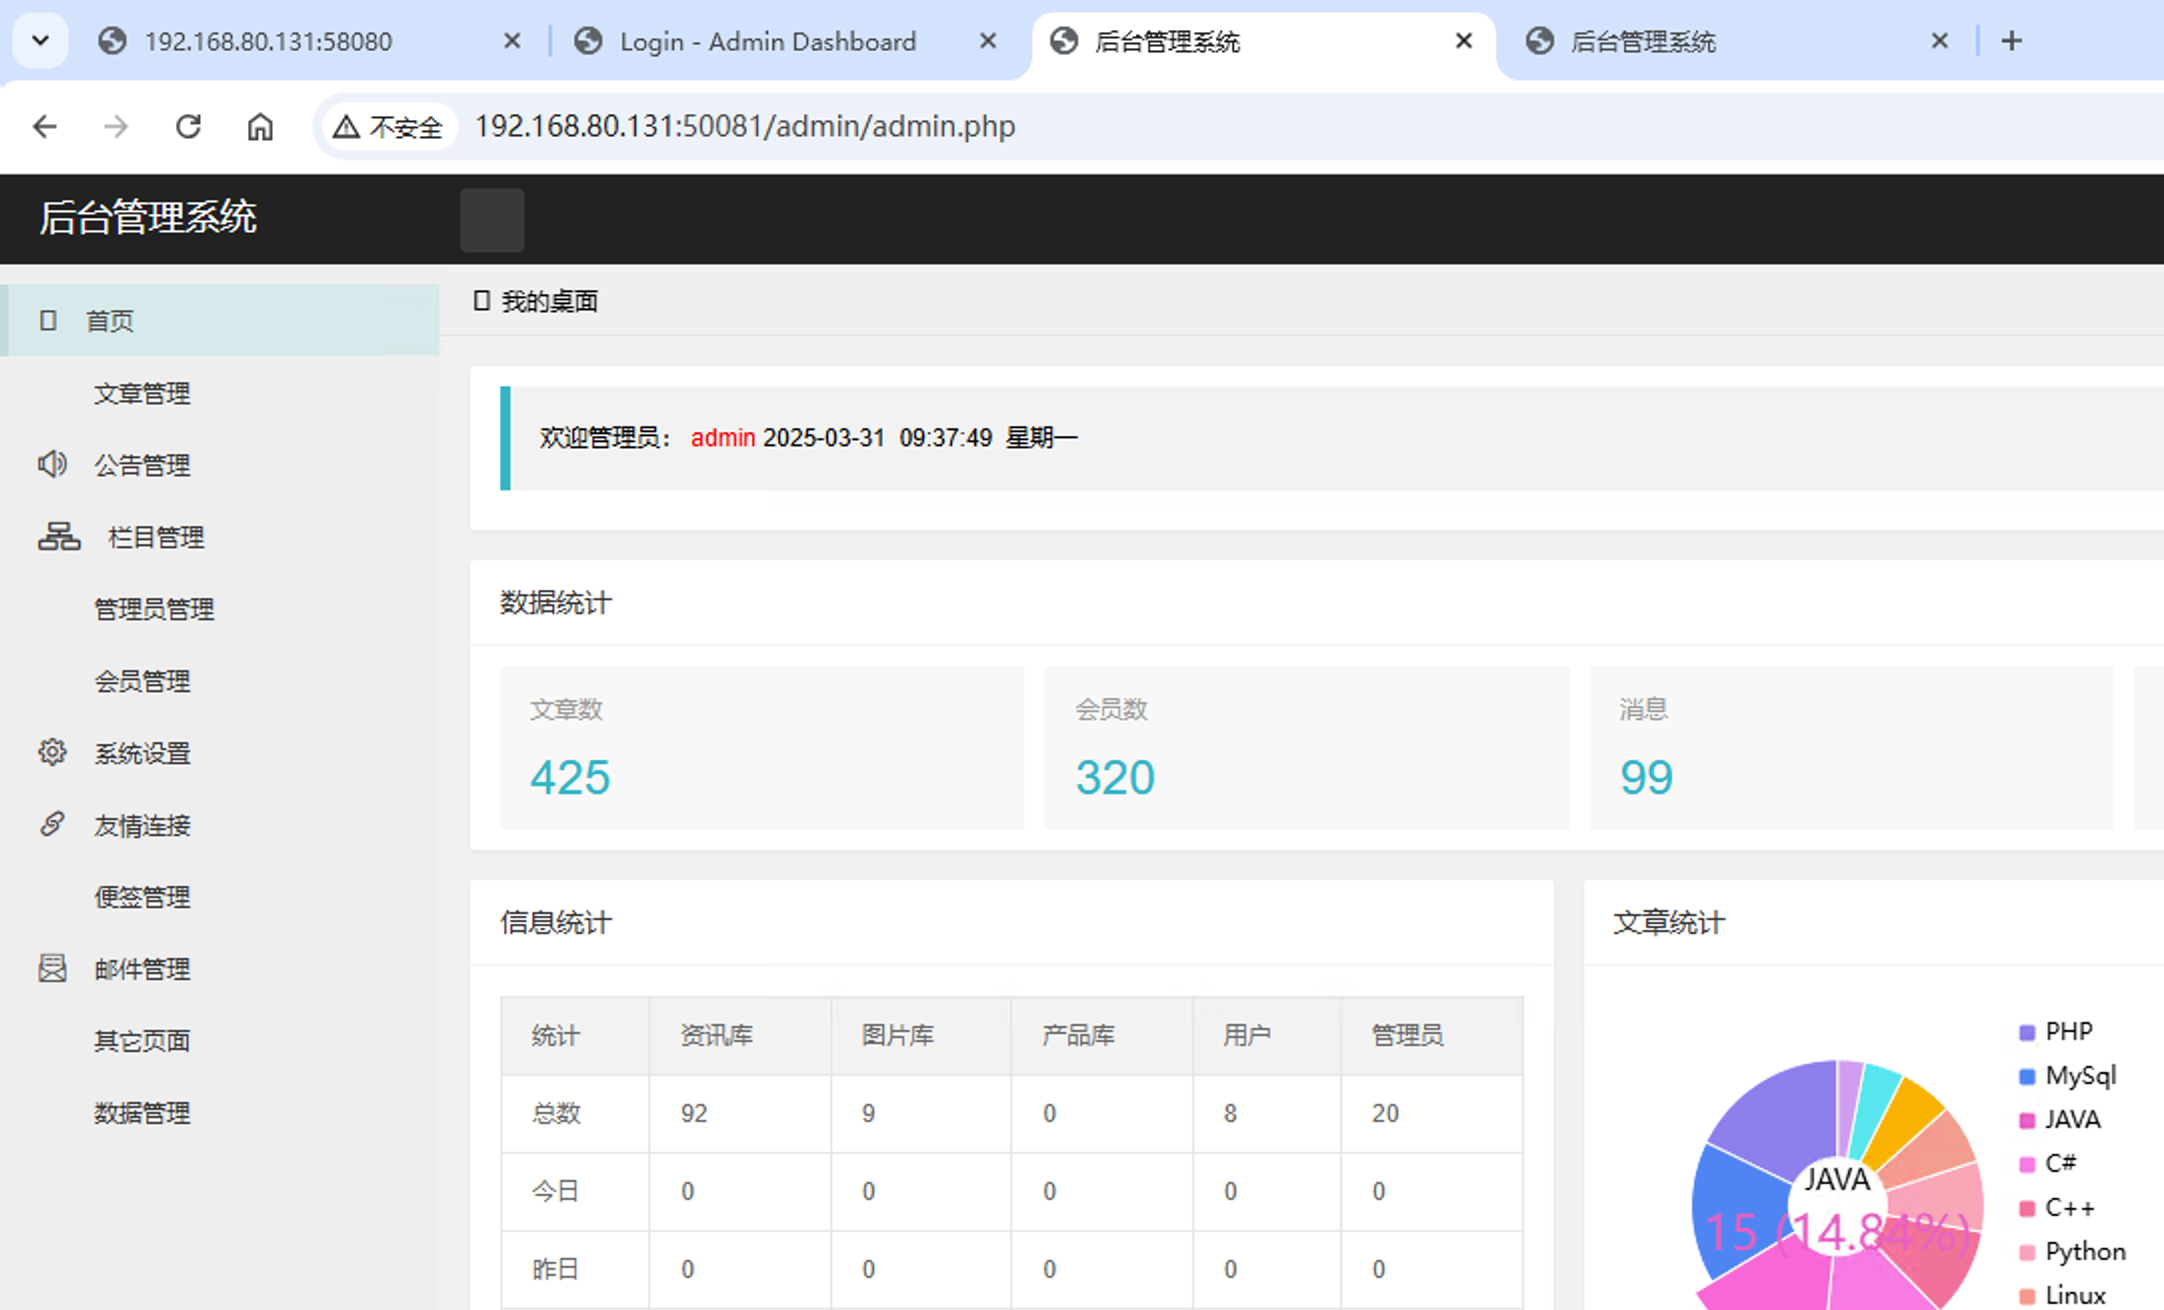 192.168.80.131:58080
Login - Admin Dashboard
后台管理系统
后台管理系统
不安全
192.168.80.131:50081/admin/admin.php
后台管理系统
首页
文章管理
公告管理
栏目管理
管理员管理
会员管理
系统设置
友情连接
便签管理
邮件管理
其它页面
数据管理
我的桌面
欢迎管理员： admin 2025-03-31 09:37:49 星期一
数据统计
文章数
425
会员数
320
消息
99
信息统计
统计 资讯库 图片库 产品库 用户 管理员
总数 92 9 0 8 20
今日 0 0 0 0 0
昨日 0 0 0 0 0
文章统计
JAVA
15 (14.84%)
PHP
MySql
JAVA
C#
C++
Python
Linux